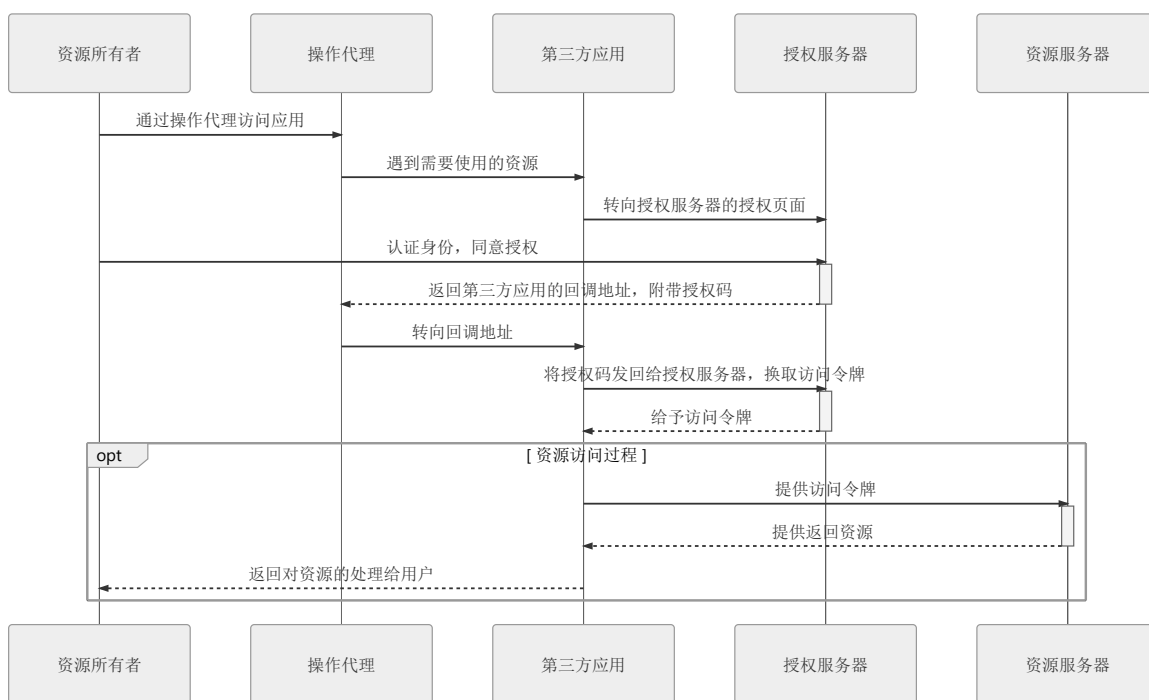 资源所有者 操作代理 第三方应用 授权服务器 资源服务器
通过操作代理访问应用
遇到需要使用的资源
转向授权服务器的授权页面
认证身份，同意授权
返回第三方应用的回调地址，附带授权码
转向回调地址
将授权码发回给授权服务器，换取访问令牌
给予访问令牌
opt [ 资源访问过程 ]
提供访问令牌
提供返回资源
返回对资源的处理给用户
资源所有者 操作代理 第三方应用 授权服务器 资源服务器